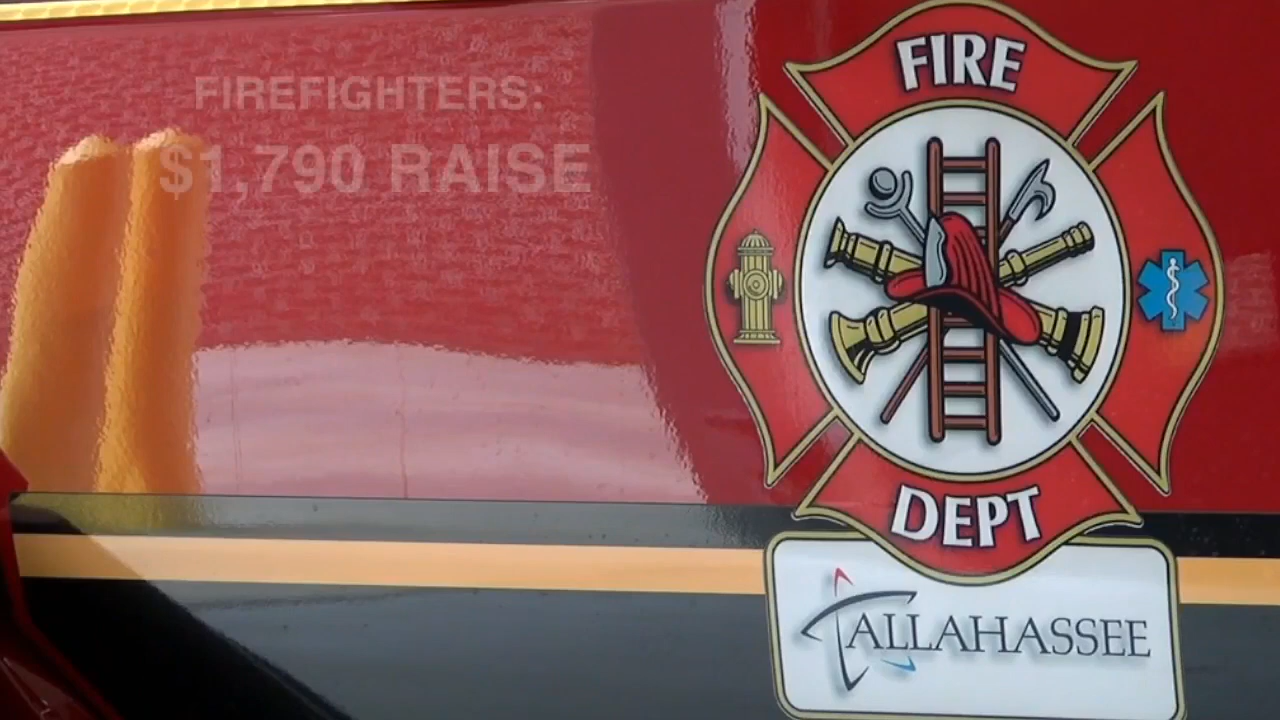 FIREFIGHTERS:
$1,790 RAISE
FIRE
DEPT
TALLAHASSEE